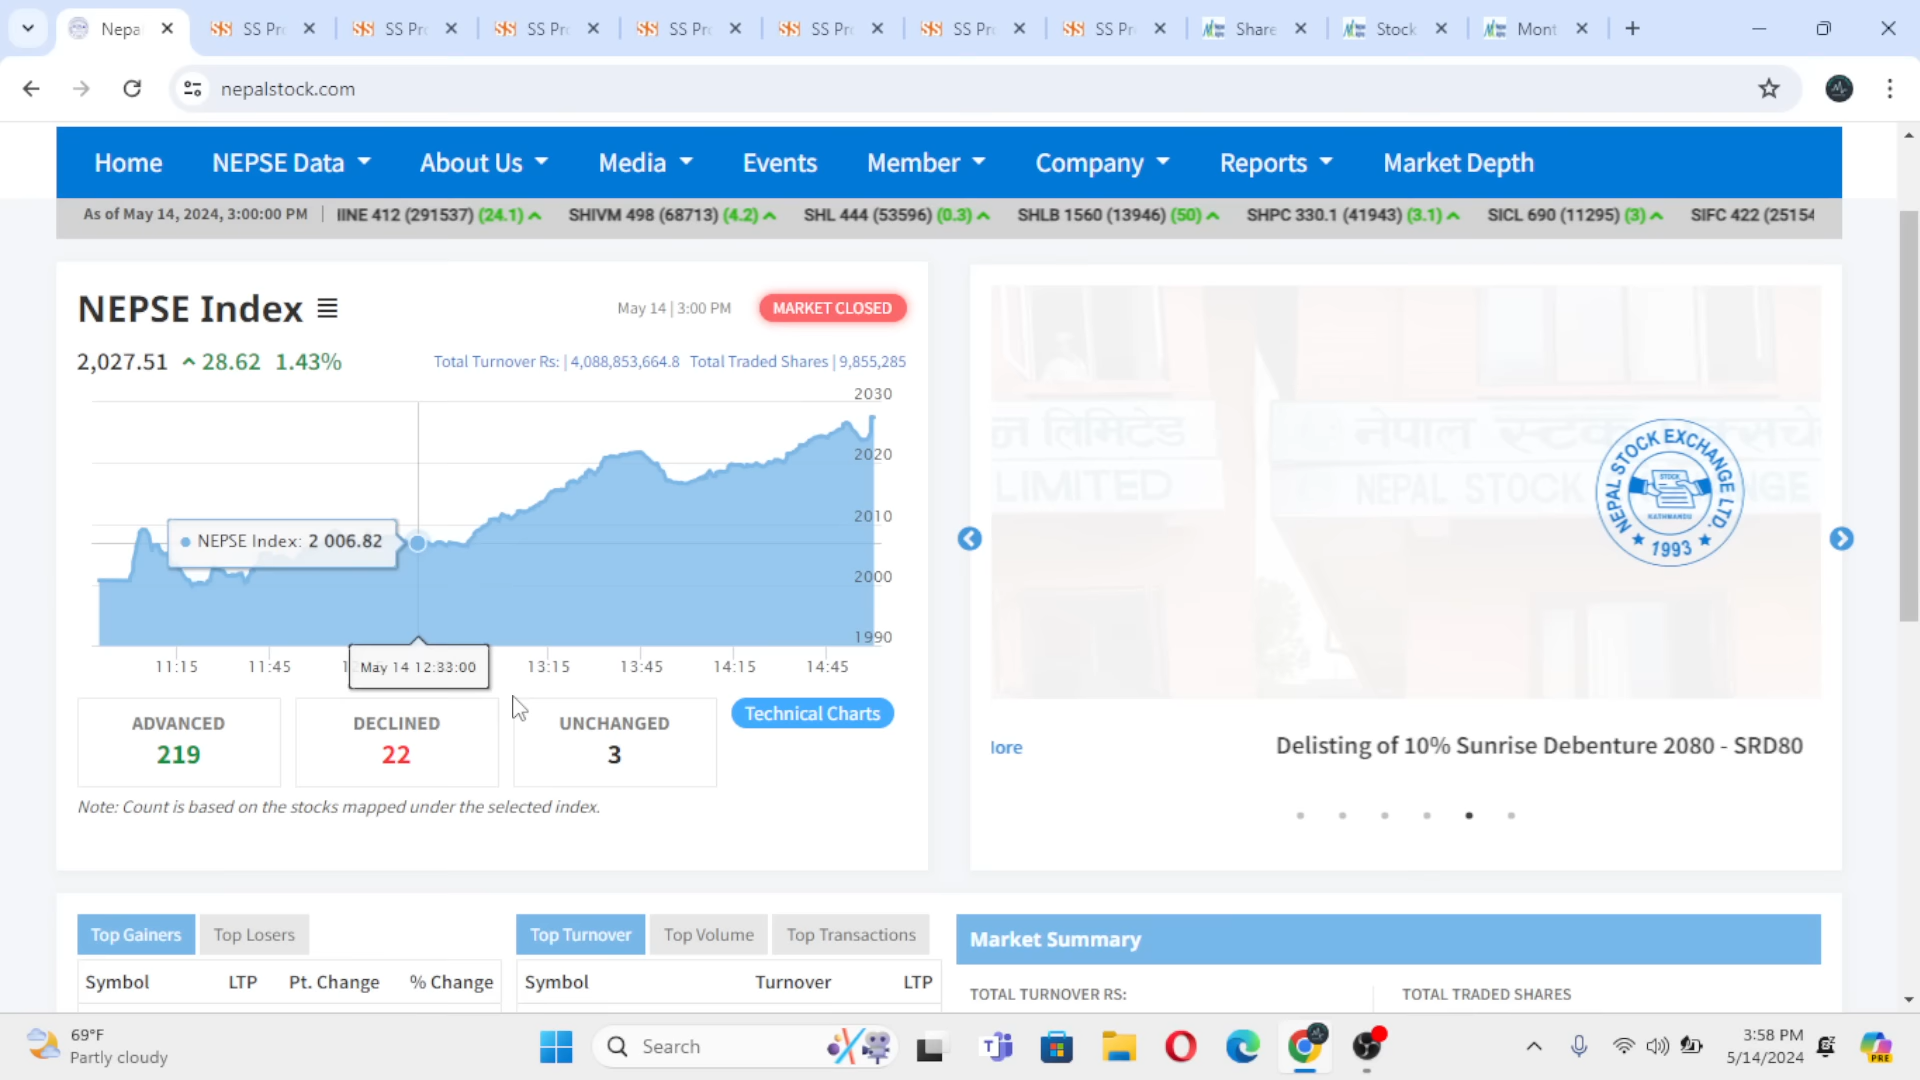 Nepa
SS Pr
SS Pr
SS Pr
SS Pr
SS Pr
SS Pr
SS Pr
Share
Stock
Mont
nepalstock.com
Home NEPSE Data About Us Media Events Member Company Reports Market Depth
As of May 14, 2024, 3:00:00 PM | IINE 412 (291537) (24.1) SHIVM 498 (68713) (4.2) SHL 444 (53596) (0.3) SHLB 1560 (13946) (50) SHPC 330.1 (41943) (3.1) SICL 690 (11295) (3) SIFC 422 (25154
NEPSE Index
May 14 | 3:00 PM
MARKET CLOSED
2,027.51 28.62 1.43%
Total Turnover Rs: | 4,088,853,664.8 Total Traded Shares | 9,855,285
2030
2020
2010
2000
1990
NEPSE Index: 2 006.82
11:15 11:45 1 13:15 13:45 14:15 14:45
May 14 12:33:00
ADVANCED
219
DECLINED
22
UNCHANGED
3
Technical Charts
Note: Count is based on the stocks mapped under the selected index.
न लिमिटेड
LIMITED
नेपाल स्टक
NEPAL STOCK
NGE
NEPAL STOCK EXCHANGE LTD.
STOCK
KATHMANDU
★ 1993 ★
lore
Delisting of 10% Sunrise Debenture 2080 - SRD80
Top Gainers Top Losers
Symbol LTP Pt. Change % Change
Top Turnover Top Volume Top Transactions
Symbol Turnover LTP
Market Summary
TOTAL TURNOVER RS:
TOTAL TRADED SHARES
69°F
Partly cloudy
Search
3:58 PM
5/14/2024
PRE